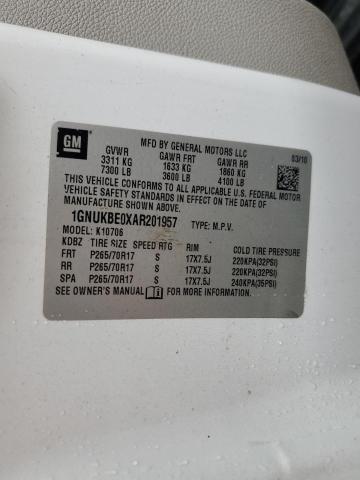 GM
MFD BY GENERAL MOTORS LLC
GVWR GAWR FRT GAWR RR 03/10
3311 KG 1633 KG 1860 KG
7300 LB 3600 LB 4100 LB
THIS VEHICLE CONFORMS TO ALL APPLICABLE U.S. FEDERAL MOTOR
VEHICLE SAFETY STANDARDS IN EFFECT ON THE DATE OF
MANUFACTURE SHOWN ABOVE.
1GNUKBE0XAR201957 TYPE: M.P.V.
MODEL: K10706
KDBZ TIRE SIZE SPEED RTG RIM COLD TIRE PRESSURE
FRT P265/70R17 S 17X7.5J 220KPA(32PSI)
RR P265/70R17 S 17X7.5J 220KPA(32PSI)
SPA P265/70R17 S 17X7.5J 240KPA(35PSI)
SEE OWNER'S MANUAL FOR MORE INFORMATION.